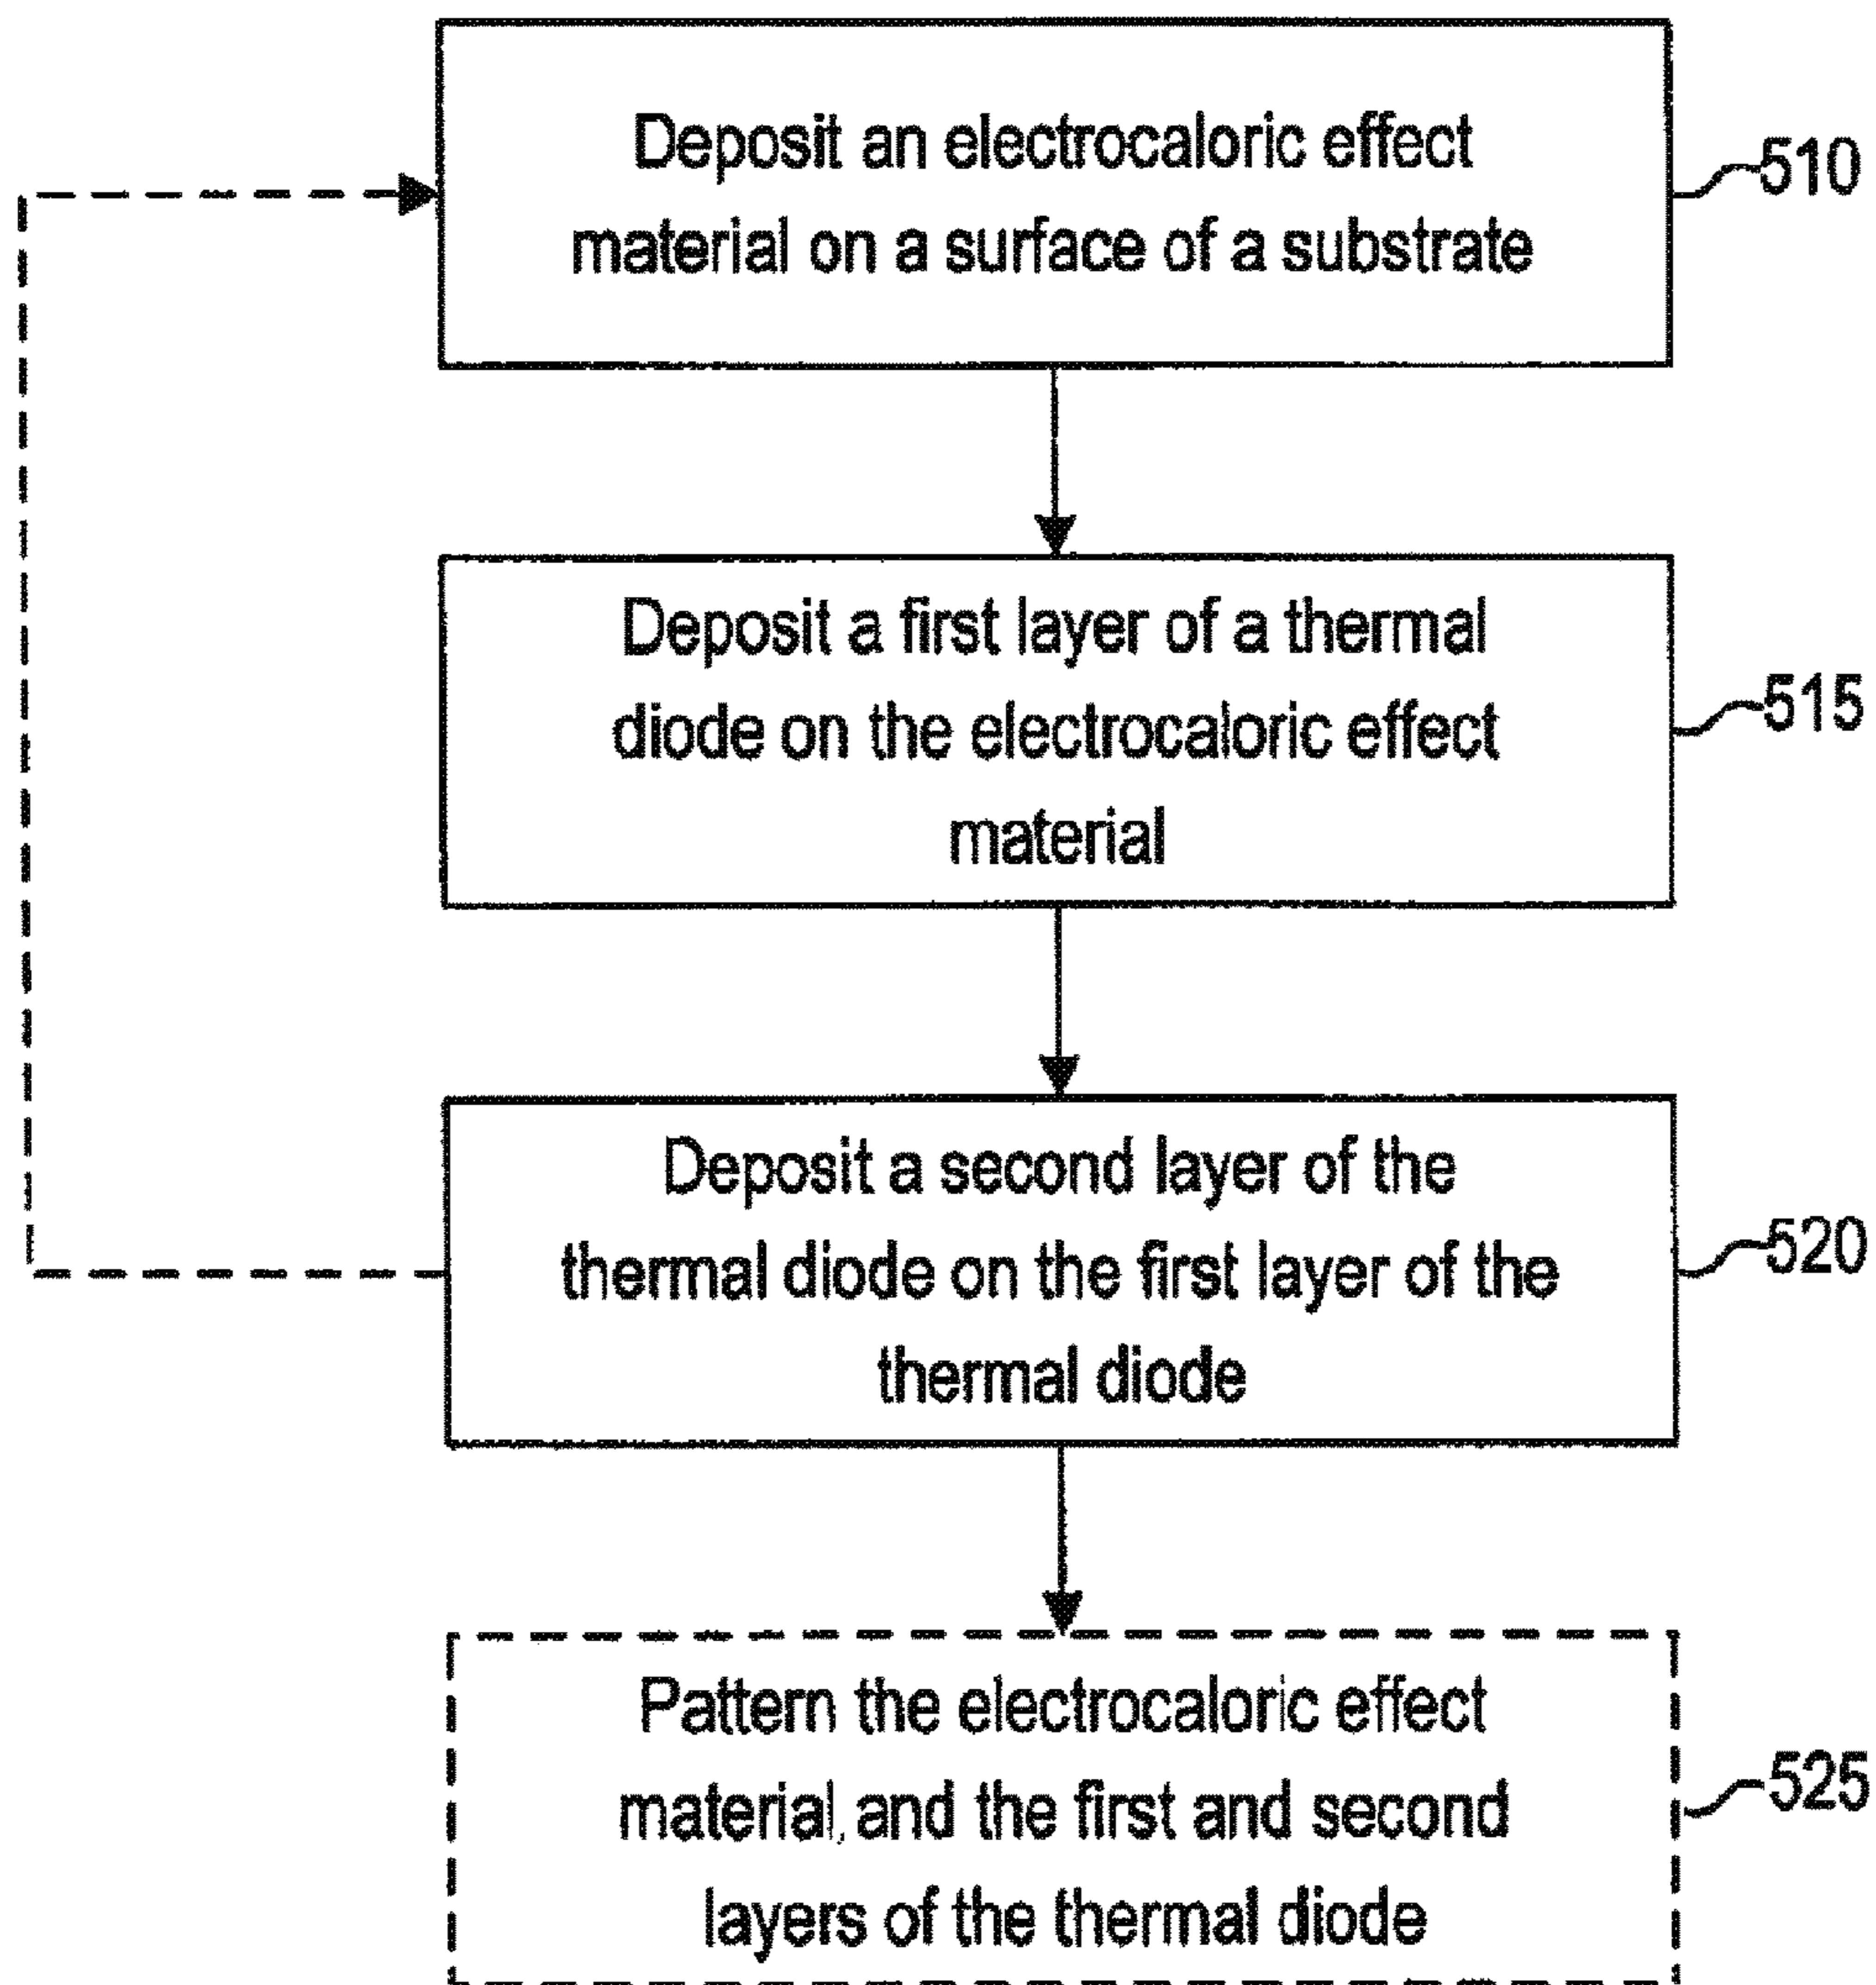 Deposit an electrocaloric effect
material on a surface of a substrate
510
Deposit a first layer of a thermal
diode on the electrocaloric effect
material
515
Deposit a second layer of the
thermal diode on the first layer of the
thermal diode
520
Pattern the electrocaloric effect
material, and the first and second
layers of the thermal diode
525